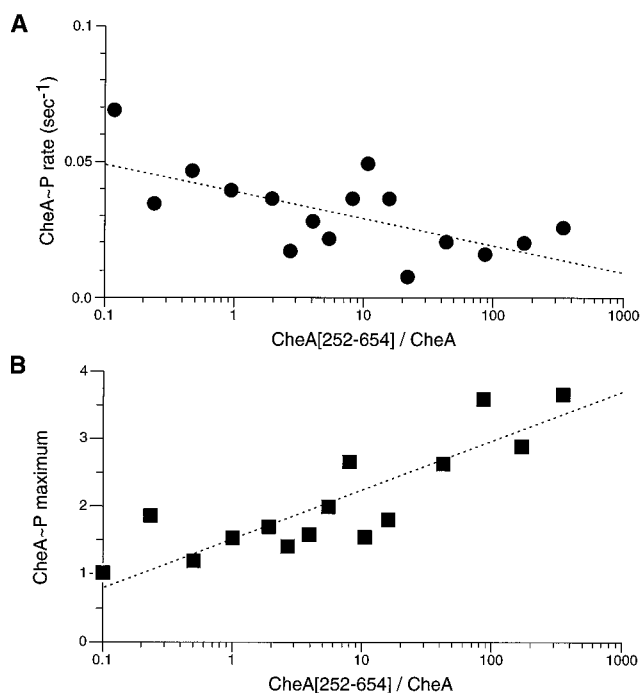 A
0.1
0.05
0.0
CheA~P rate (sec-1)
0.1 1 10 100 1000
CheA[252-654] / CheA
B
4
3
2
1
0
CheA~P maximum
0.1 1 10 100 1000
CheA[252-654] / CheA